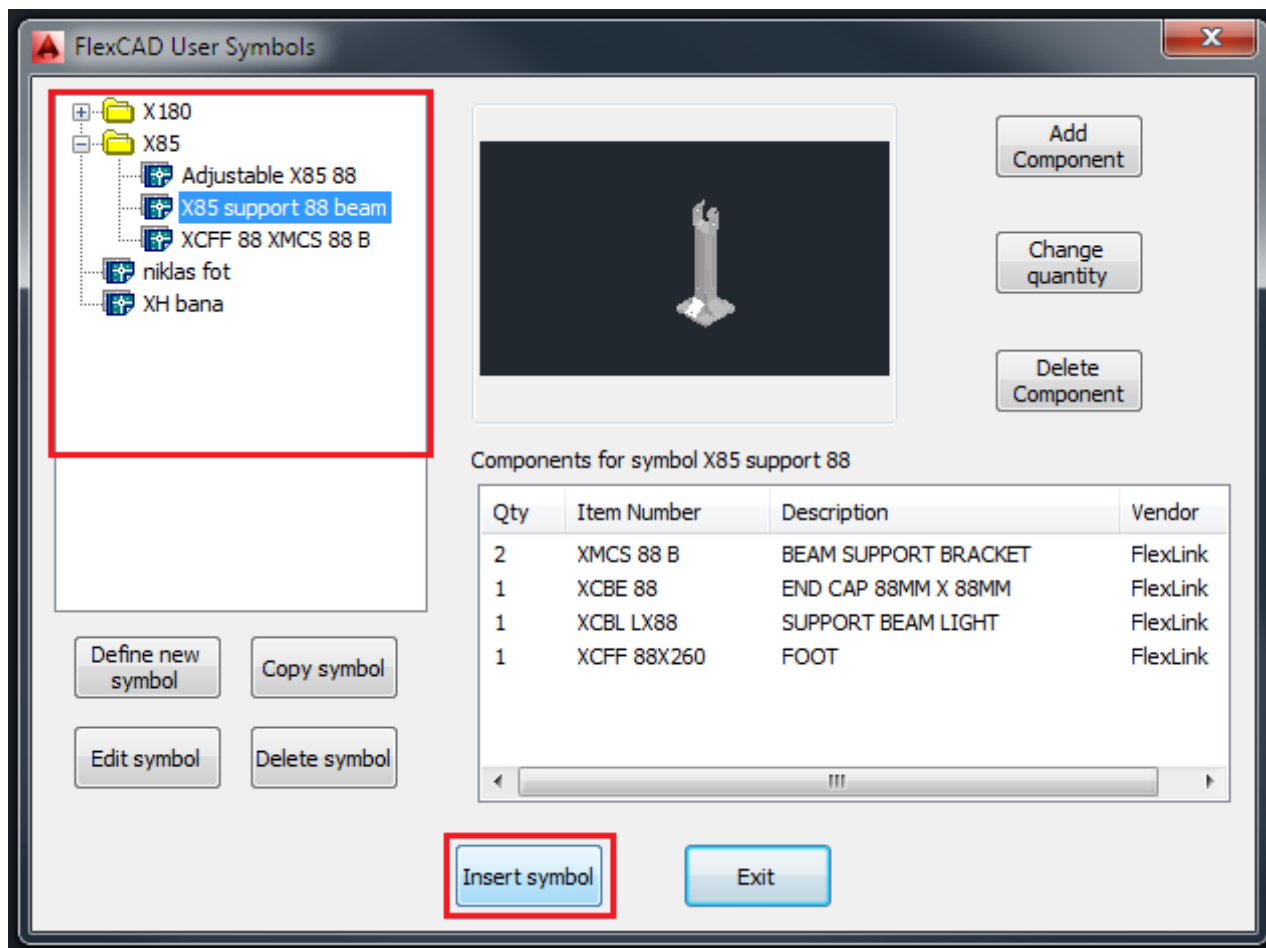 FlexCAD User Symbols
X180
X85
Adjustable X85 88
X85 support 88 beam
XCFF 88 XMCS 88 B
niklas fot
XH bana
Add
Component
Change
quantity
Delete
Component
Components for symbol X85 support 88
Qty Item Number Description Vendor
2 XMCS 88 B BEAM SUPPORT BRACKET FlexLink
1 XCBE 88 END CAP 88MM X 88MM FlexLink
1 XCBL LX88 SUPPORT BEAM LIGHT FlexLink
1 XCFF 88X260 FOOT FlexLink
Define new
symbol
Copy symbol
Edit symbol
Delete symbol
Insert symbol
Exit